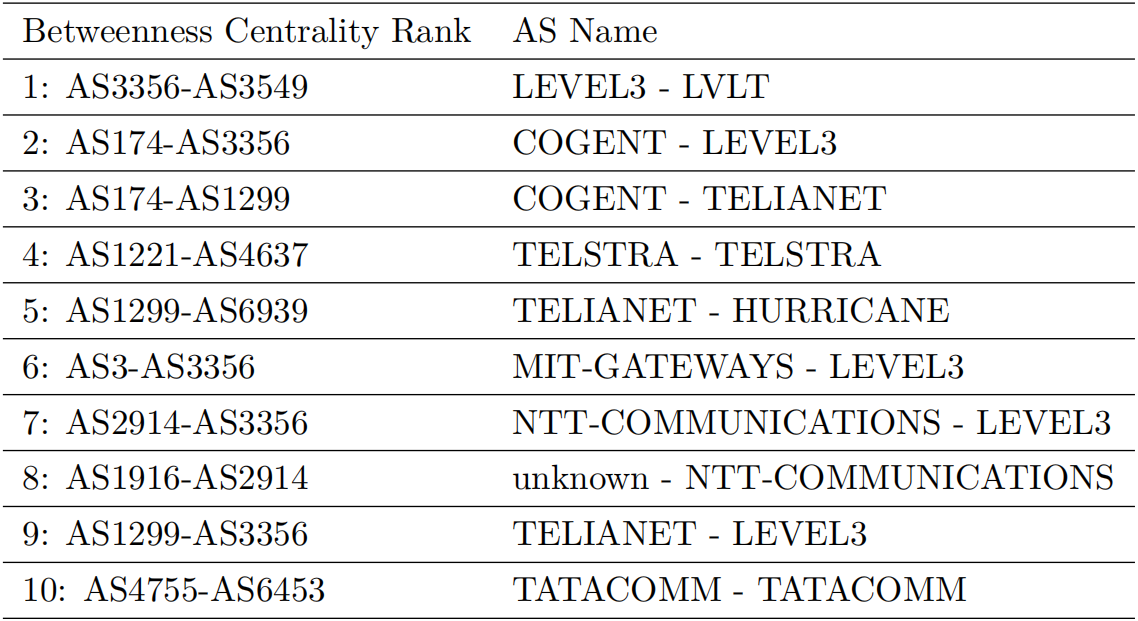 Betweenness Centrality Rank AS Name
1: AS3356-AS3549 LEVEL3 - LVLT
2: AS174-AS3356 COGENT - LEVEL3
3: AS174-AS1299 COGENT - TELIANET
4: AS1221-AS4637 TELSTRA - TELSTRA
5: AS1299-AS6939 TELIANET - HURRICANE
6: AS3-AS3356 MIT-GATEWAYS - LEVEL3
7: AS2914-AS3356 NTT-COMMUNICATIONS - LEVEL3
8: AS1916-AS2914 unknown - NTT-COMMUNICATIONS
9: AS1299-AS3356 TELIANET - LEVEL3
10: AS4755-AS6453 TATACOMM - TATACOMM